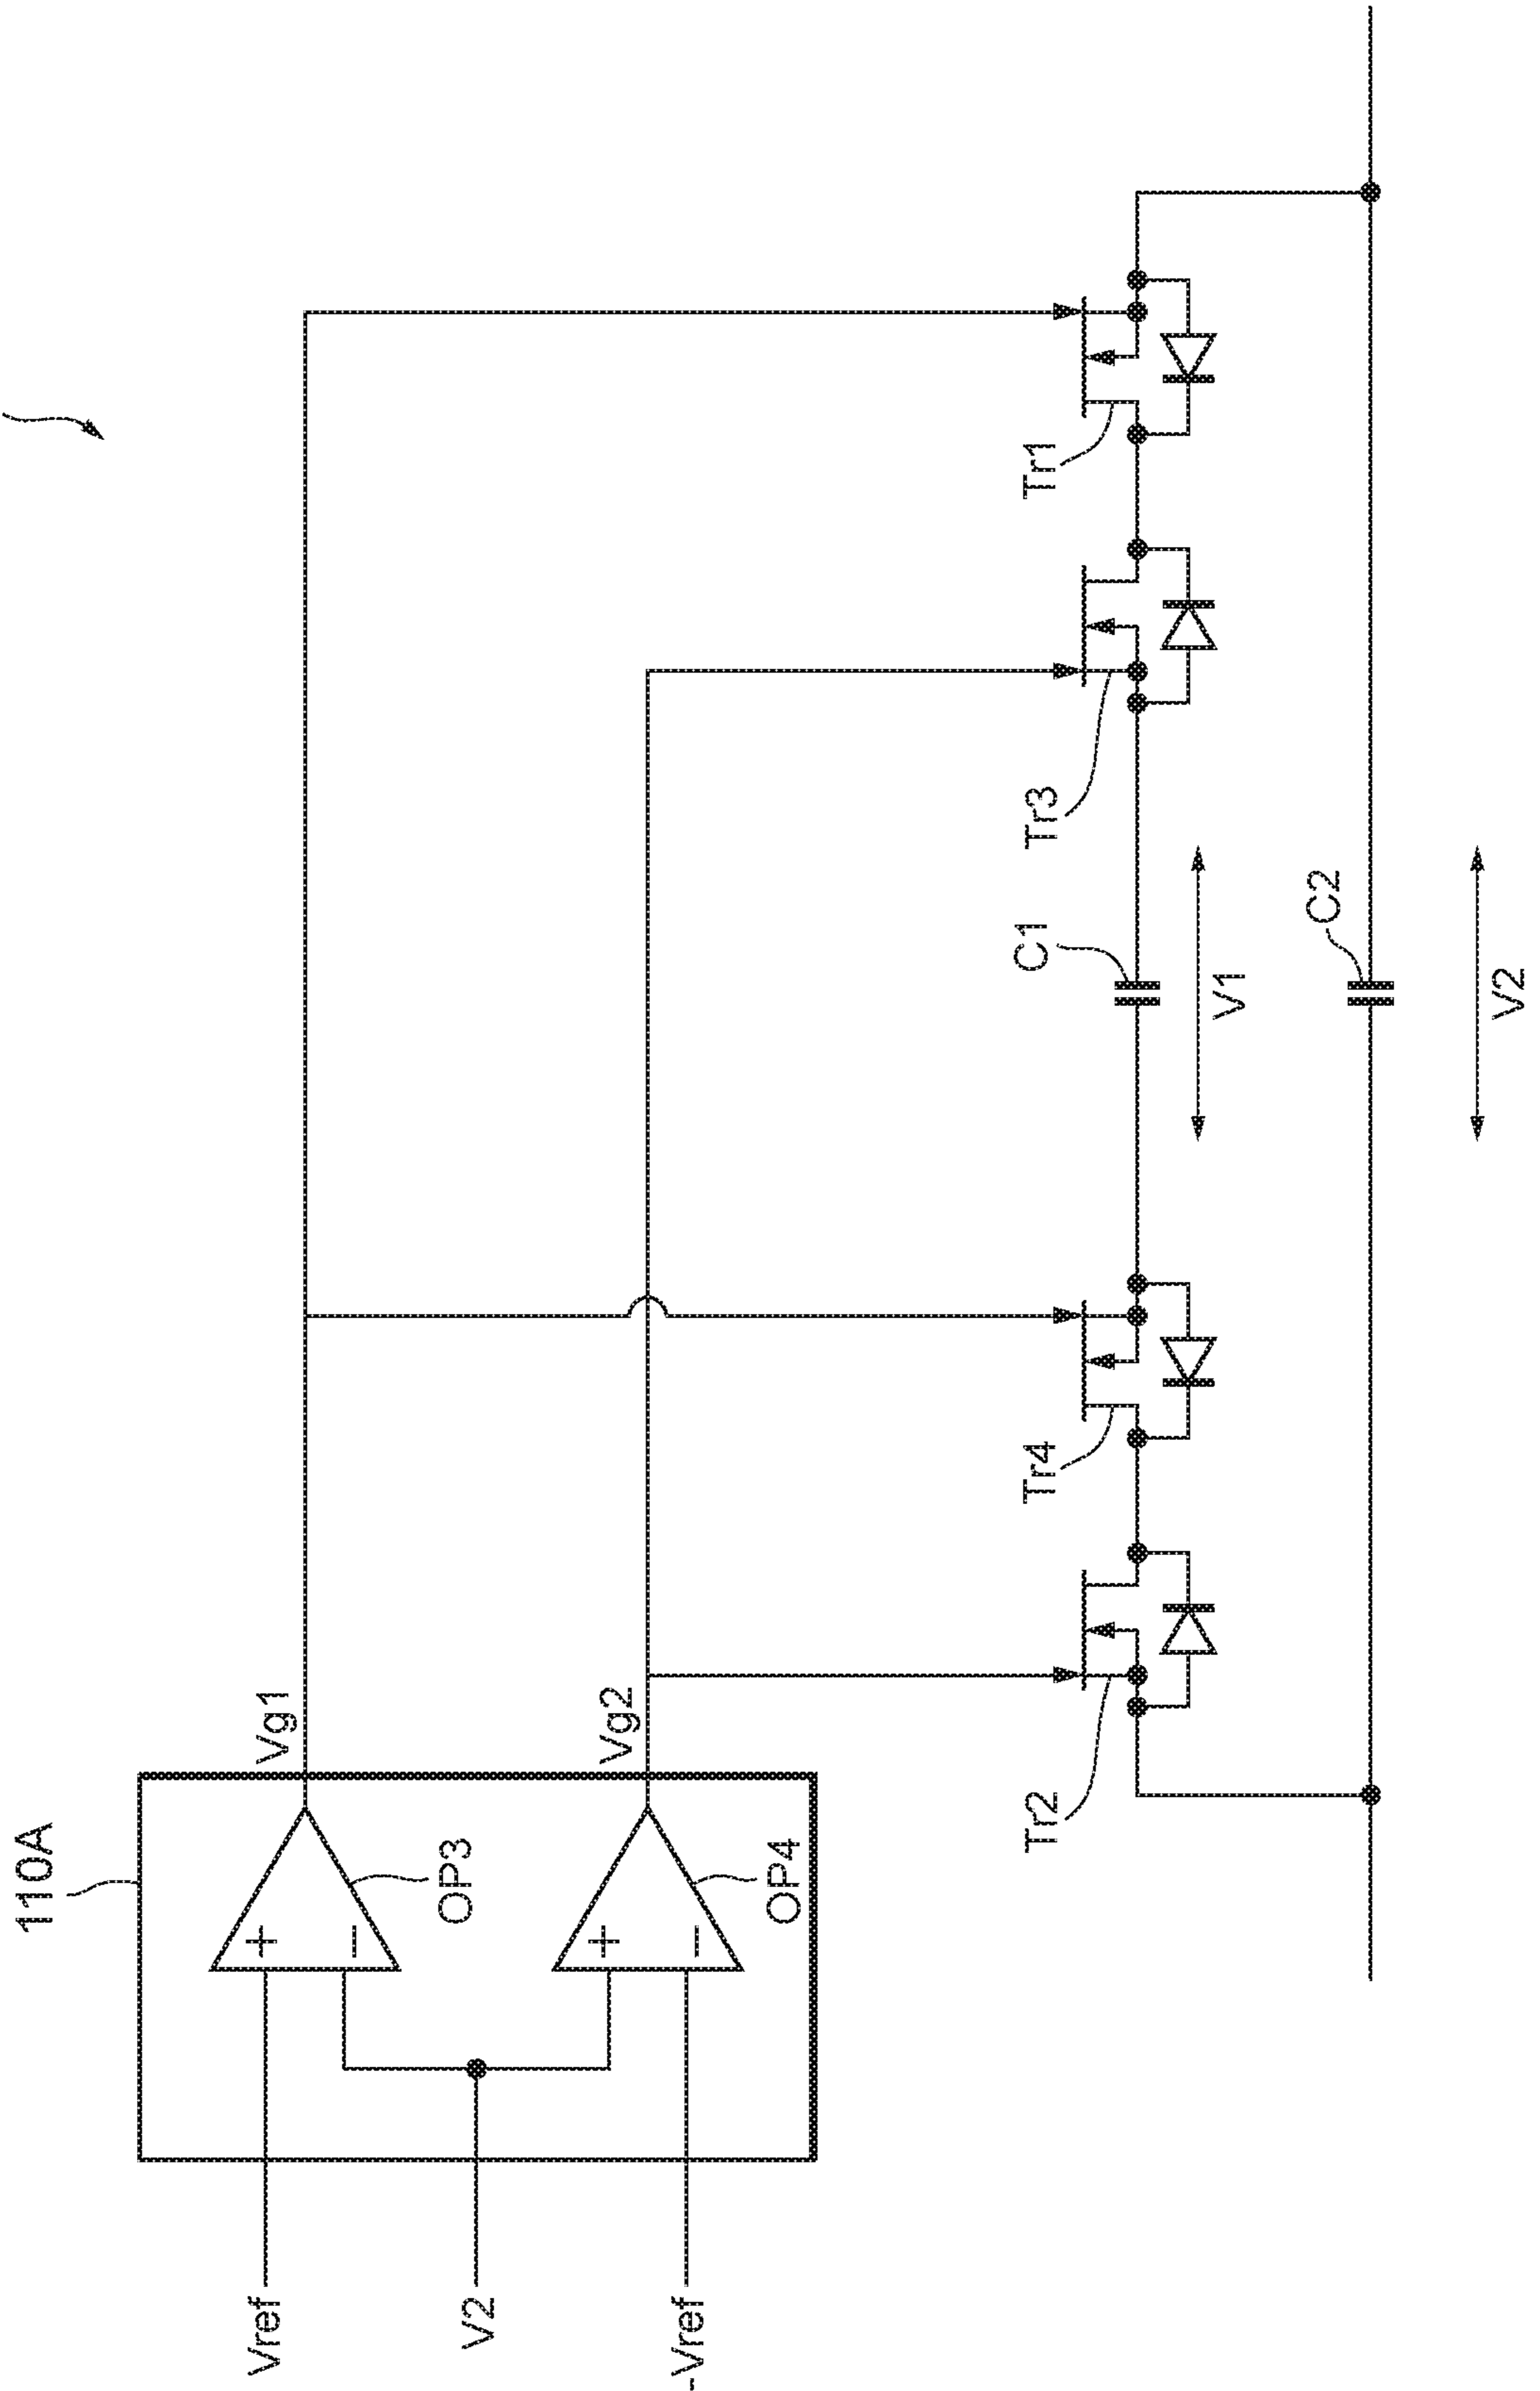 110A
Vref
V2
-Vref
+
−
OP3
+
−
OP4
Vg1
Vg2
Tr2
Tr4
C1
Tr3
Tr1
V1
C2
V2